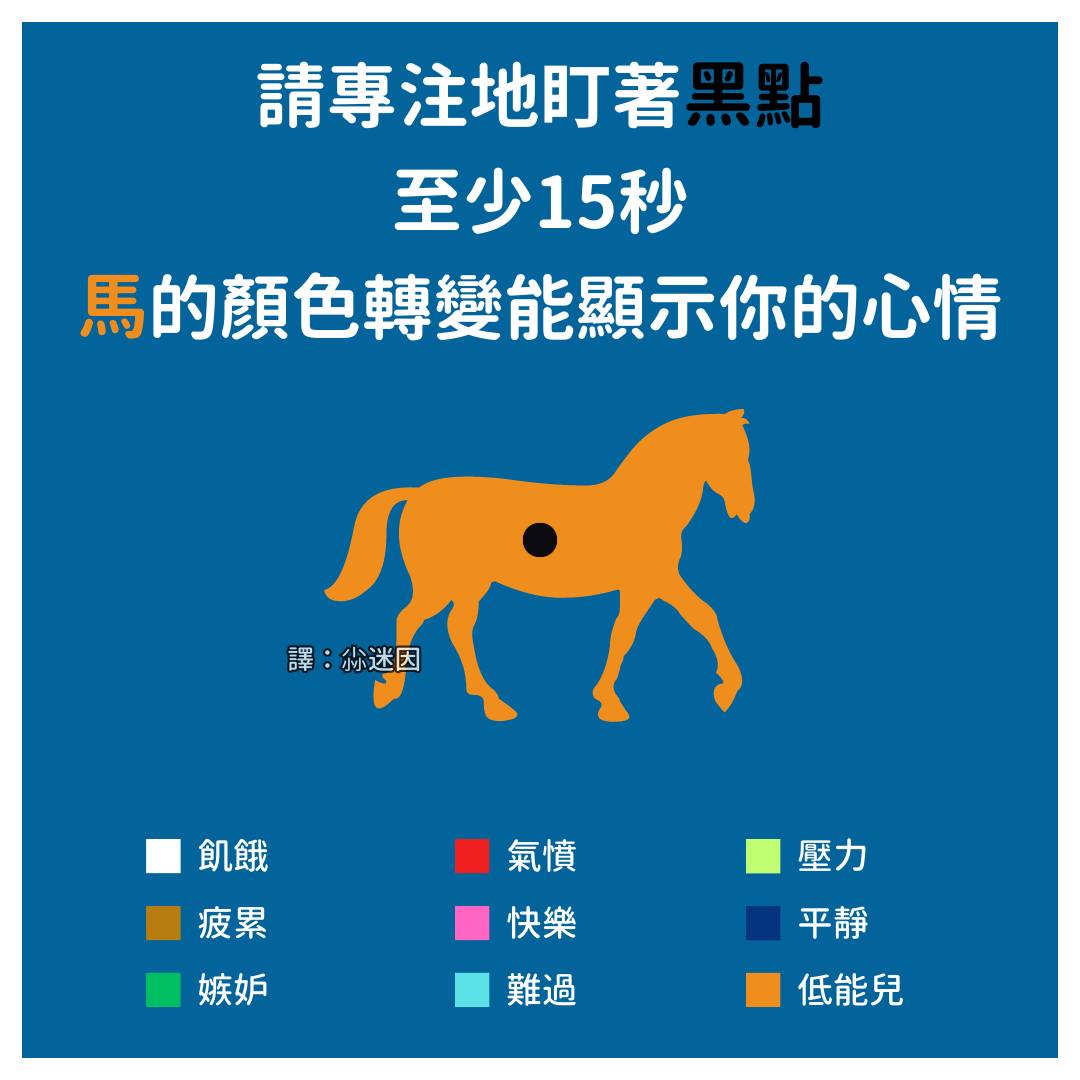 請專注地盯著黑點
至少15秒
馬的顏色轉變能顯示你的心情
譯：尛迷因
飢餓
氣憤
壓力
疲累
快樂
平靜
嫉妒
難過
低能兒